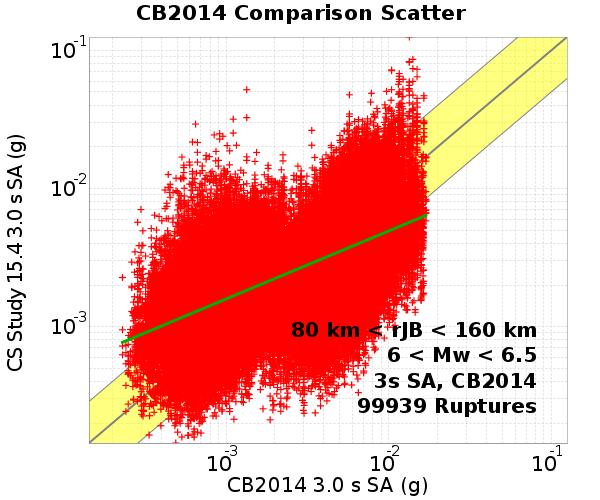 CB2014 Comparison Scatter
CS Study 15.4 3.0 s SA (g)
10-1
10-2
10-3
80 km < rJB < 160 km
6 < Mw < 6.5
3s SA, CB2014
99939 Ruptures
10-3 10-2 10-1
CB2014 3.0 s SA (g)